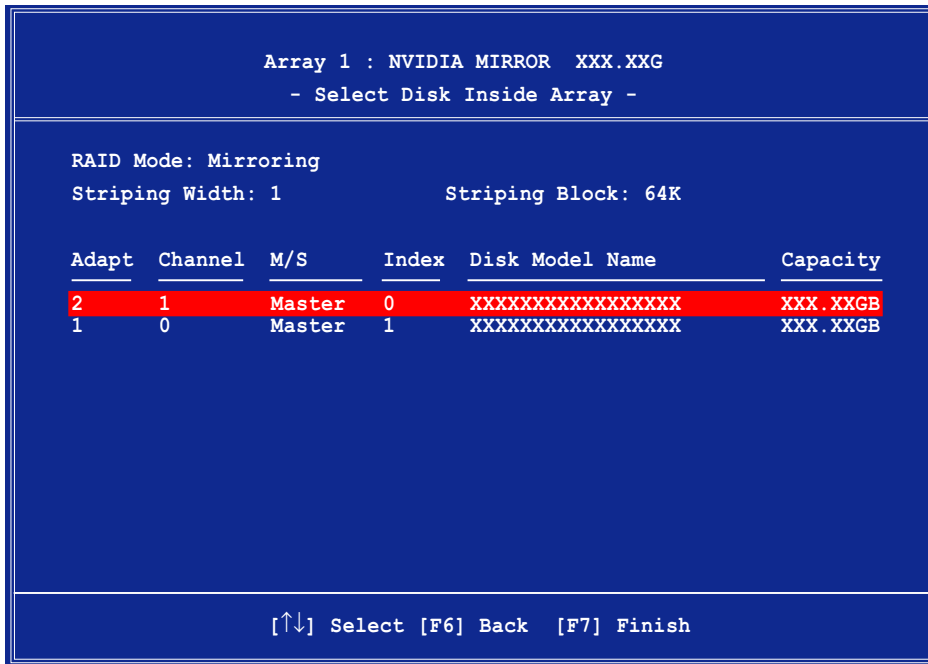 Array 1 : NVIDIA MIRROR XXX.XXG
- Select Disk Inside Array -
RAID Mode: Mirroring
Striping Width: 1 Striping Block: 64K
Adapt Channel M/S Index Disk Model Name Capacity
2 1 Master 0 XXXXXXXXXXXXXXXXX XXX.XXGB
1 0 Master 1 XXXXXXXXXXXXXXXXX XXX.XXGB
[↑↓] Select [F6] Back [F7] Finish